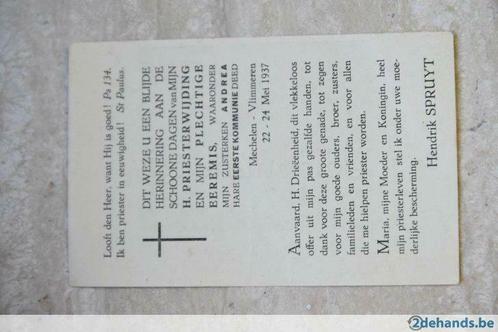 Looft den Heer, want Hij is goed! Ps 134.
Ik ben priester in eeuwigheid! St Paulus.
DIT WEZE U EEN BLIJDE
HERINNERING AAN DE
SCHOONE DAGEN VAN MIJN
H. PRIESTERWIJDING
EN MIJN PLECHTIGE
EEREMIS, WAARONDER
MIJN ZUSTERKEN ANDREA
HARE EERSTE KOMMUNIE DEED
Mechelen - Vlimmeren
22 - 24 Mei 1937
Aanvaard, H. Drieëenheid, dit vlekkeloos
offer uit mijn pas gezalfde handen, tot
dank voor deze groote genade, tot zegen
voor mijn goede ouders, broer, zusters,
familieleden en vrienden, en voor allen
die me hielpen priester worden.
Maria, mijne Moeder en Koningin, heel
mijn priesterleven stel ik onder uwe moe-
derlijke bescherming.
Hendrik SPRUYT
2dehands.be